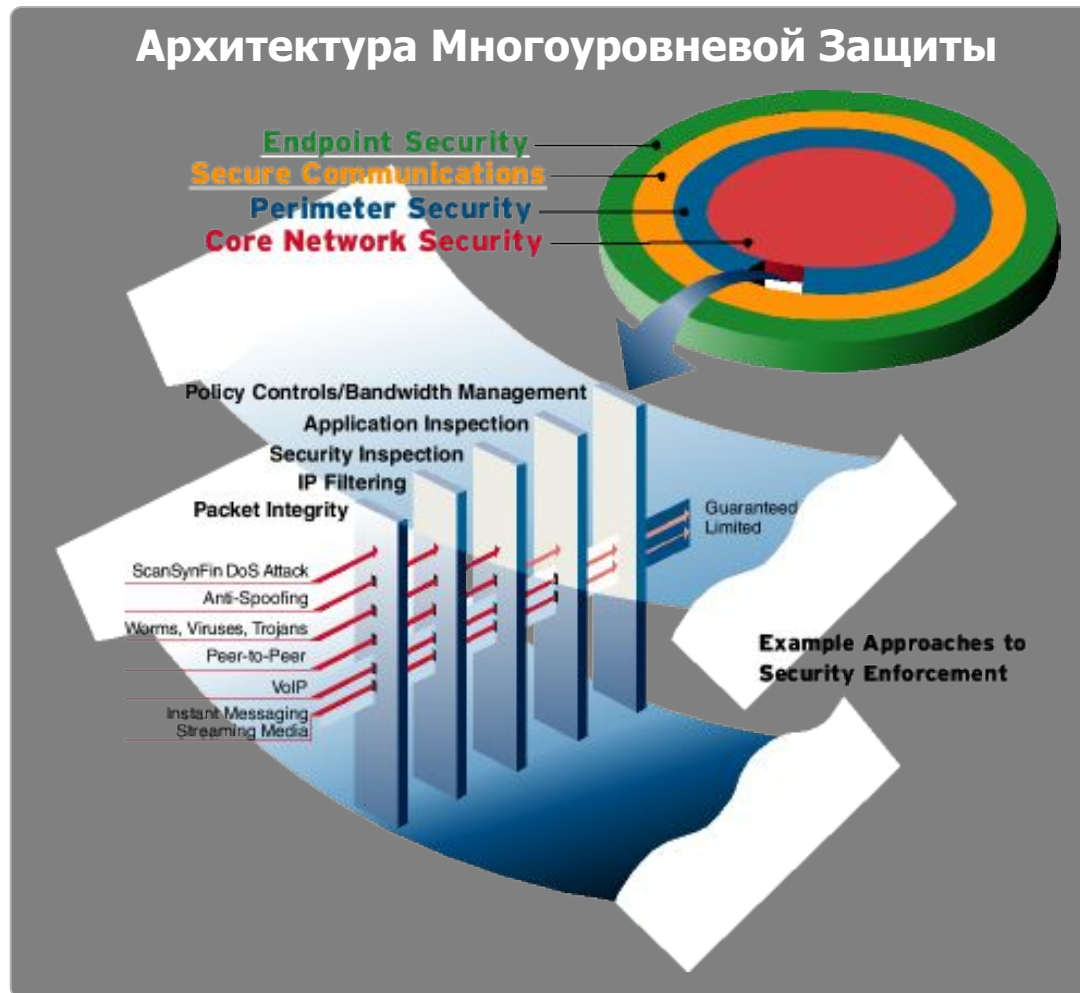 Архитектура Многоуровневой Защиты
Endpoint Security
Secure Communications
Perimeter Security
Core Network Security
Policy Controls/Bandwidth Management
Application Inspection
Security Inspection
IP Filtering
Packet Integrity
Guaranteed
Limited
ScanSynFin DoS Attack
Anti-Spoofing
Worms, Viruses, Trojans
Peer-to-Peer
VoIP
Instant Messaging
Streaming Media
Example Approaches to
Security Enforcement